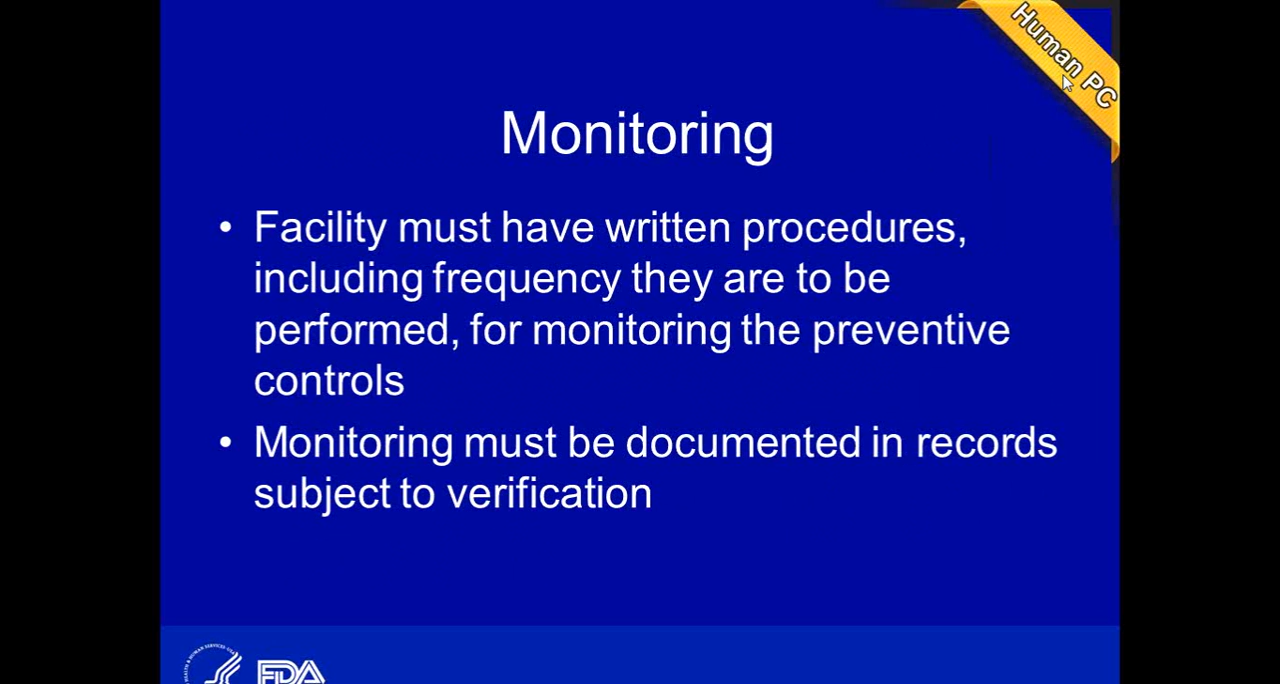 Human PC
Monitoring
• Facility must have written procedures,
including frequency they are to be
performed, for monitoring the preventive
controls
• Monitoring must be documented in records
subject to verification
FDA